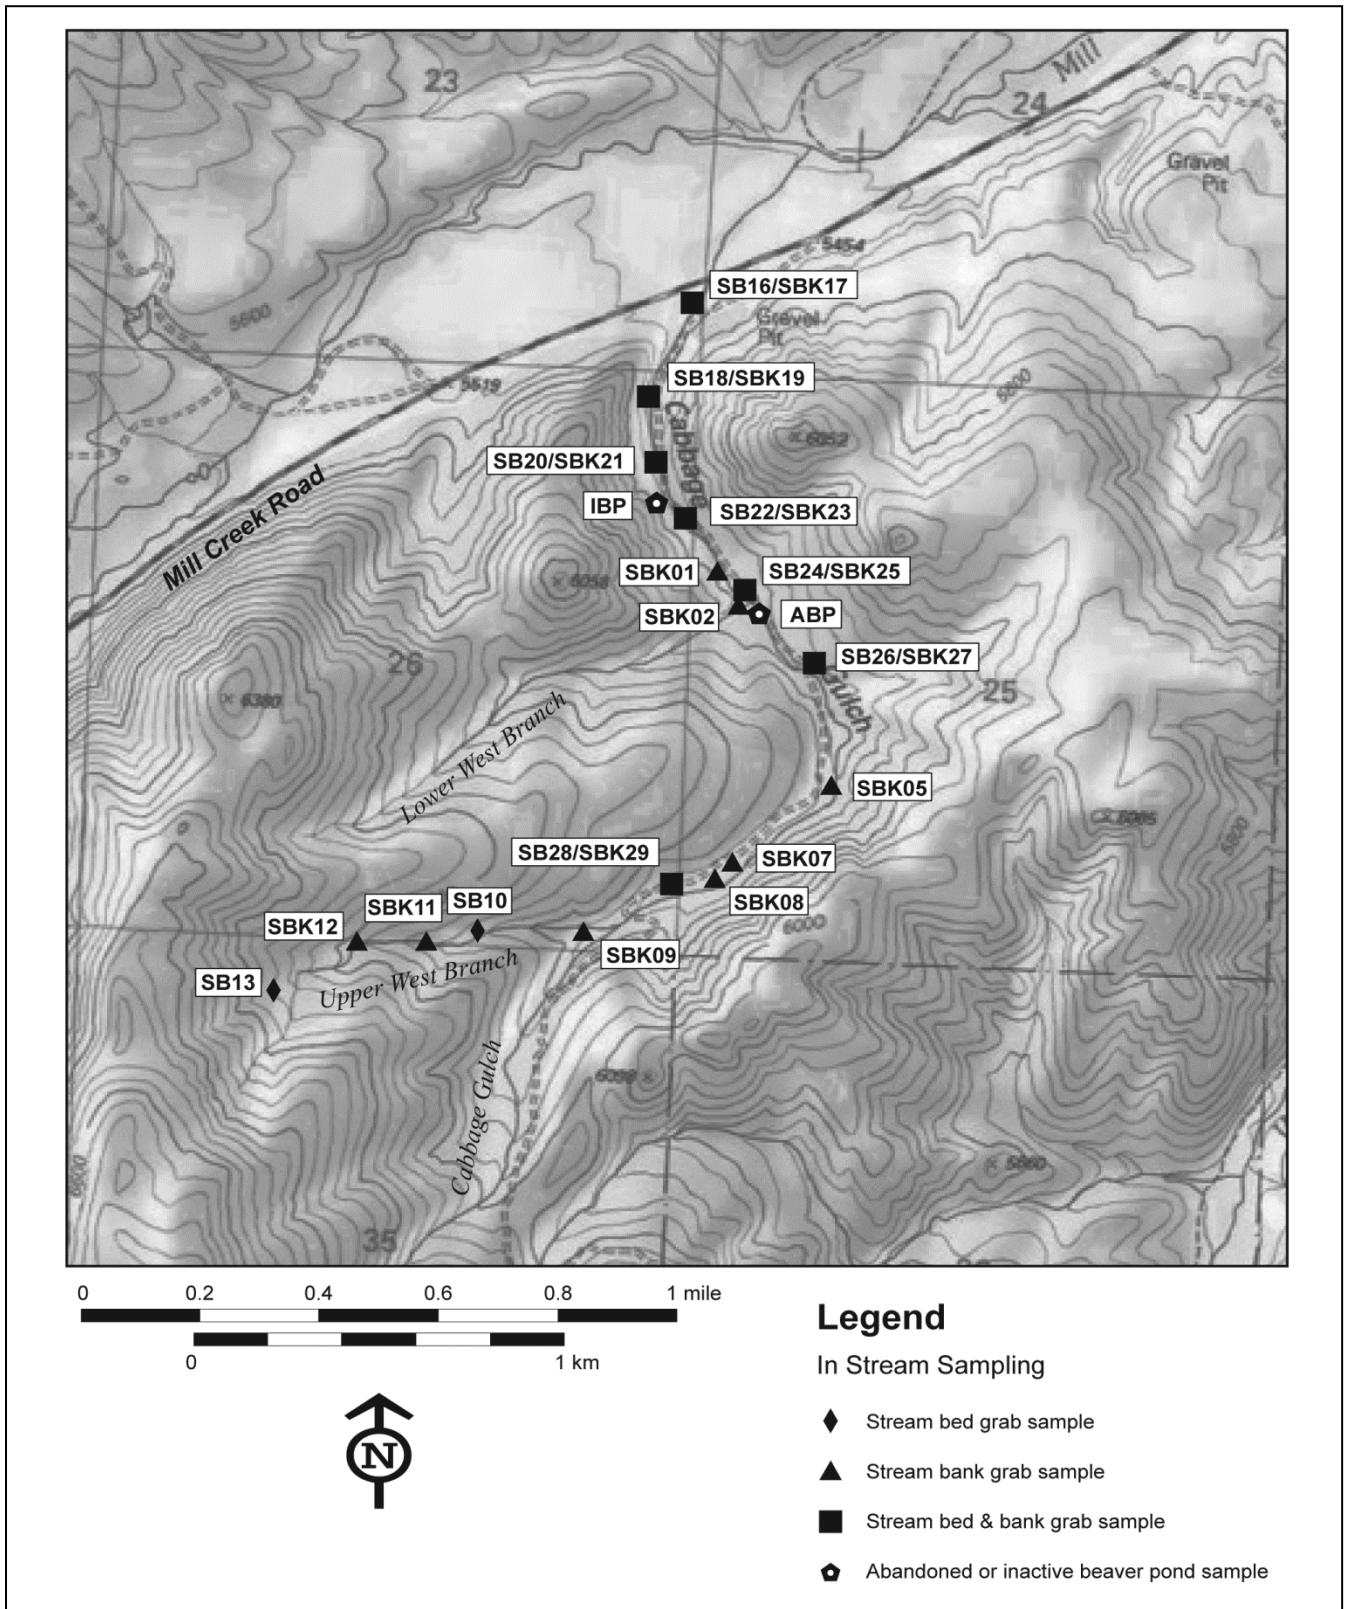 23
Mill
24
Gravel
Pit
5454
SB16/SBK17
5600
Gravel
Pit
5519
SB18/SBK19
5800
Cabbage
6052
SB20/SBK21
Mill Creek Road
IBP
SB22/SBK23
SBK01
SB24/SBK25
6058
SBK02
ABP
26
SB26/SBK27
25
6380
Gulch
Lower West Branch
SBK05
5800
SB28/SBK29
SBK07
SBK11
SB10
SBK08
SBK12
6000
SBK09
Upper West Branch
SB13
Cabbage Gulch
5860
35
0 0.2 0.4 0.6 0.8 1 mile
0 1 km
N
Legend
In Stream Sampling
Stream bed grab sample
Stream bank grab sample
Stream bed & bank grab sample
Abandoned or inactive beaver pond sample